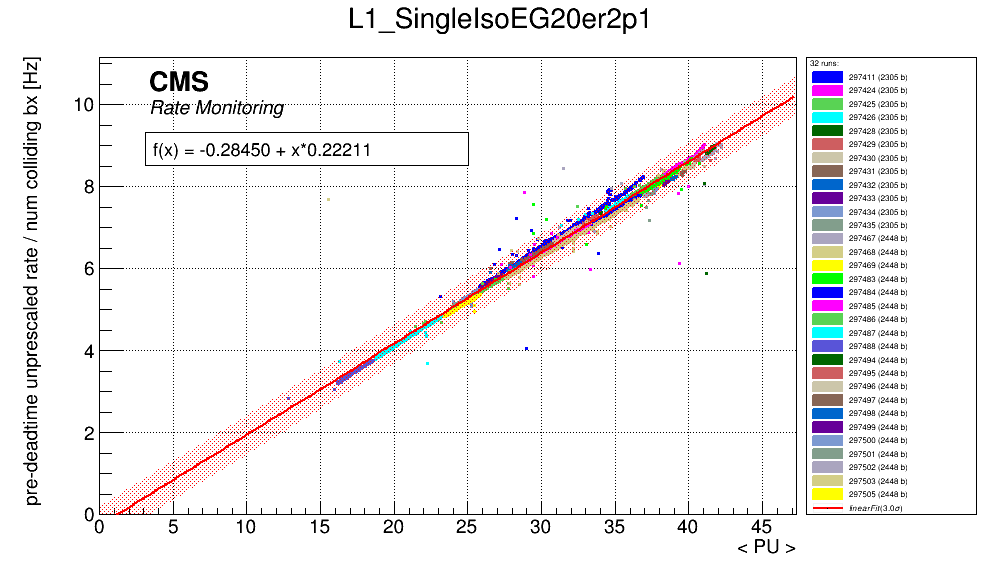 L1_SingleIsoEG20er2p1
pre-deadtime unprescaled rate / num colliding bx [Hz]
CMS
Rate Monitoring
f(x) = -0.28450 + x*0.22211
10
8
6
4
2
0
0 5 10 15 20 25 30 35 40 45
< PU >
32 runs:
297411 (2305 b)
297424 (2305 b)
297425 (2305 b)
297426 (2305 b)
297428 (2305 b)
297429 (2305 b)
297430 (2305 b)
297431 (2305 b)
297432 (2305 b)
297433 (2305 b)
297434 (2305 b)
297435 (2305 b)
297467 (2448 b)
297468 (2448 b)
297469 (2448 b)
297483 (2448 b)
297484 (2448 b)
297485 (2448 b)
297486 (2448 b)
297487 (2448 b)
297488 (2448 b)
297494 (2448 b)
297495 (2448 b)
297496 (2448 b)
297497 (2448 b)
297498 (2448 b)
297499 (2448 b)
297500 (2448 b)
297501 (2448 b)
297502 (2448 b)
297503 (2448 b)
297505 (2448 b)
linearFit(3.0σ)